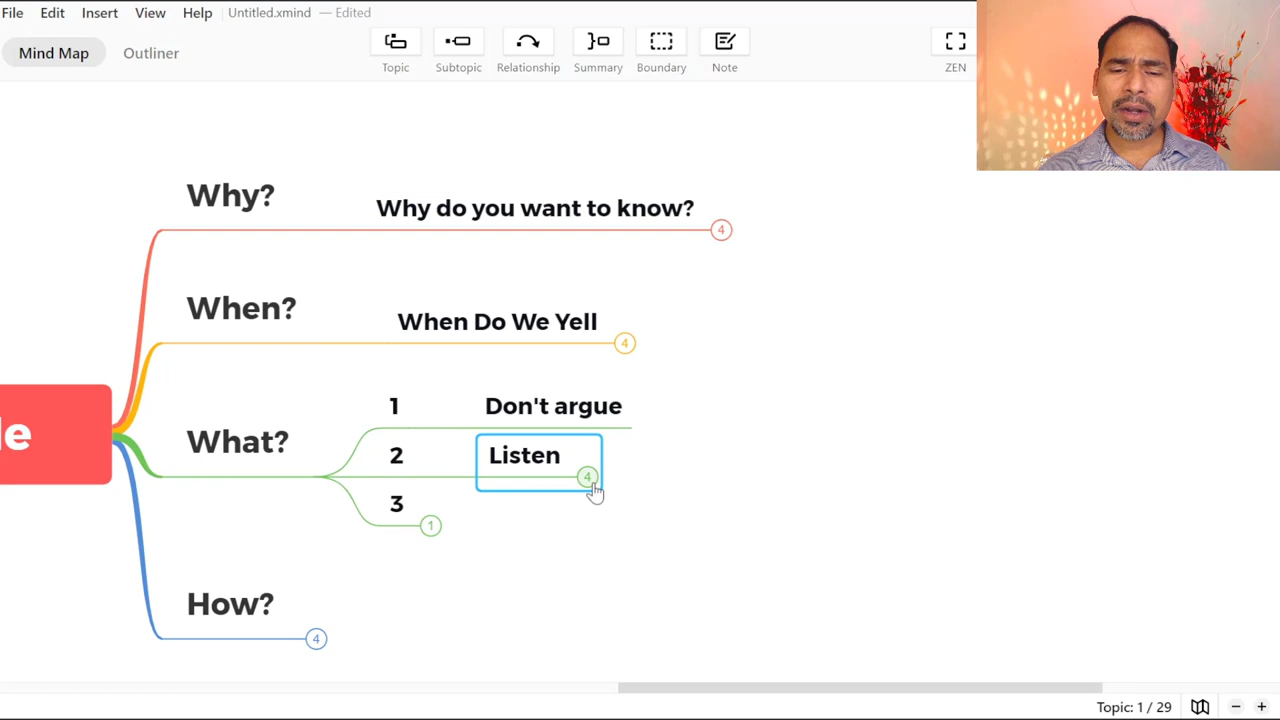 File Edit Insert View Help Untitled.xmind — Edited
Mind Map Outliner
Topic Subtopic Relationship Summary Boundary Note ZEN
Why?
Why do you want to know?
4
When?
When Do We Yell
4
1 Don't argue
What?
2 Listen
4
3
1
How?
4
Topic: 1 / 29